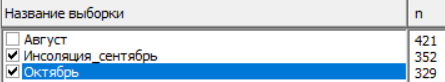 Название выборки n
Август 421
Инсоляция_сентябрь 352
Октябрь 329